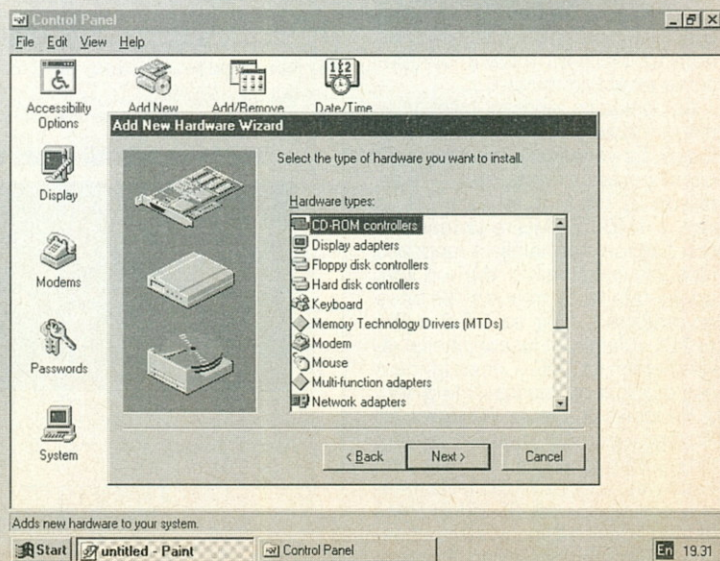 Control Panel
File Edit View Help
Accessibility Options
Add New
Add/Remove
Date/Time
Display
Modems
Passwords
System
Add New Hardware Wizard
Select the type of hardware you want to install.
Hardware types:
CD-ROM controllers
Display adapters
Floppy disk controllers
Hard disk controllers
Keyboard
Memory Technology Drivers (MTDs)
Modem
Mouse
Multi-function adapters
Network adapters
< Back Next > Cancel
Adds new hardware to your system.
Start untitled - Paint Control Panel En 19.31